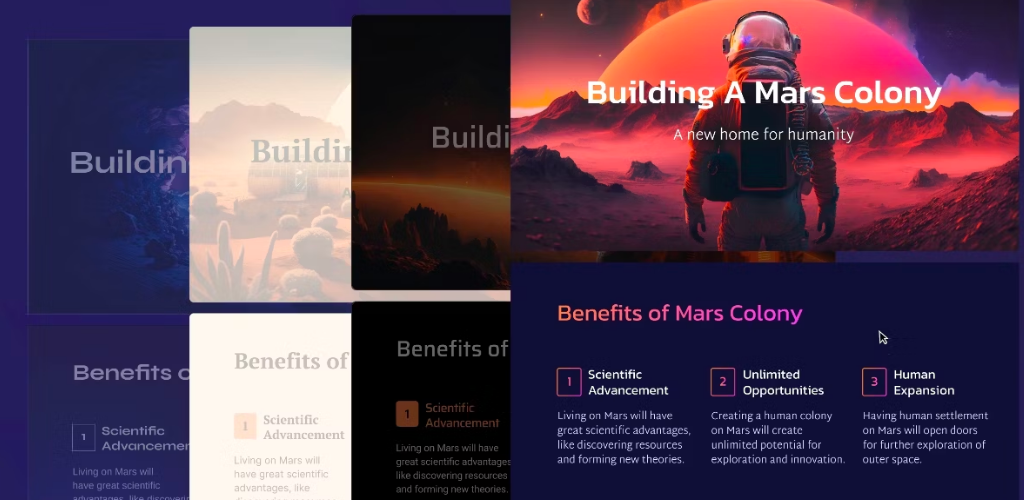 Buildin
Benefits o
1
Scientific
Advancemen
Living on Mars will
have great scientific
advantages, like discoveri
Buildin
Benefits of
1
Scientific
Advancement
Living on Mars will
have great scientific
advantages, like
Buildi
Benefits of
1
Scientific
Advancement
Living on Mars will have
great scientific advantages
like discovering resources
and forming new theories.
Building A Mars Colony
A new home for humanity
Benefits of Mars Colony
1
Scientific
Advancement
Living on Mars will have
great scientific advantages,
like discovering resources
and forming new theories.
2
Unlimited
Opportunities
Creating a human colony
on Mars will create
unlimited potential for
exploration and innovation.
3
Human
Expansion
Having human settlement
on Mars will open doors
for further exploration of
outer space.